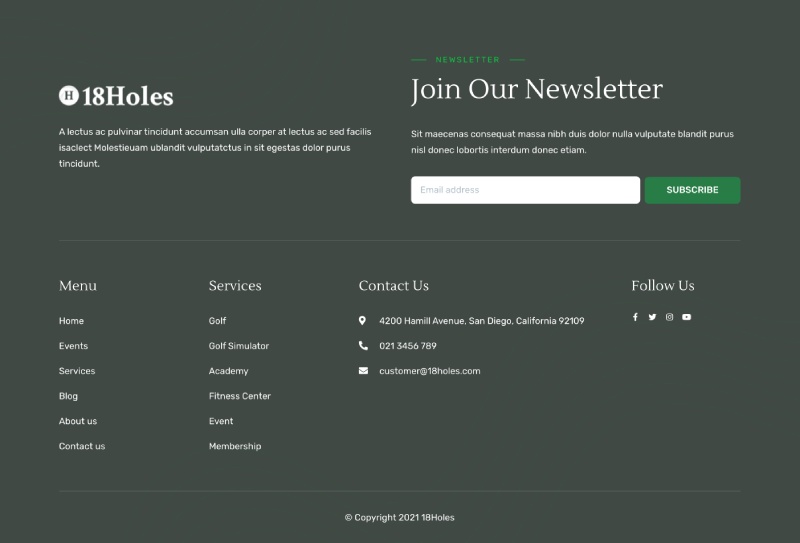 H 18Holes
A lectus ac pulvinar tincidunt accumsan ulla corper at lectus ac sed facilis
isaclect Molestieuam ublandit vulputatctus in sit egestas dolor purus
tincidunt.
NEWSLETTER
Join Our Newsletter
Sit maecenas consequat massa nibh duis dolor nulla vulputate blandit purus
nisl donec lobortis interdum donec etiam.
Email address
SUBSCRIBE
Menu
Home
Events
Services
Blog
About us
Contact us
Services
Golf
Golf Simulator
Academy
Fitness Center
Event
Membership
Contact Us
4200 Hamill Avenue, San Diego, California 92109
021 3456 789
customer@18holes.com
Follow Us
© Copyright 2021 18Holes